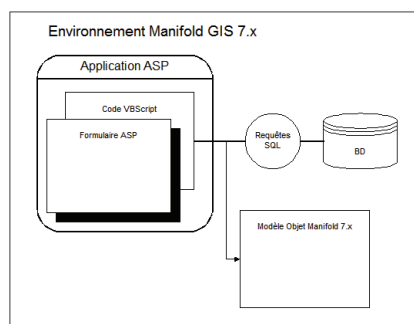 Environnement Manifold GIS 7.x
Application ASP
Code VBScript
Formulaire ASP
Requêtes
SQL
BD
Modèle Objet Manifold 7.x